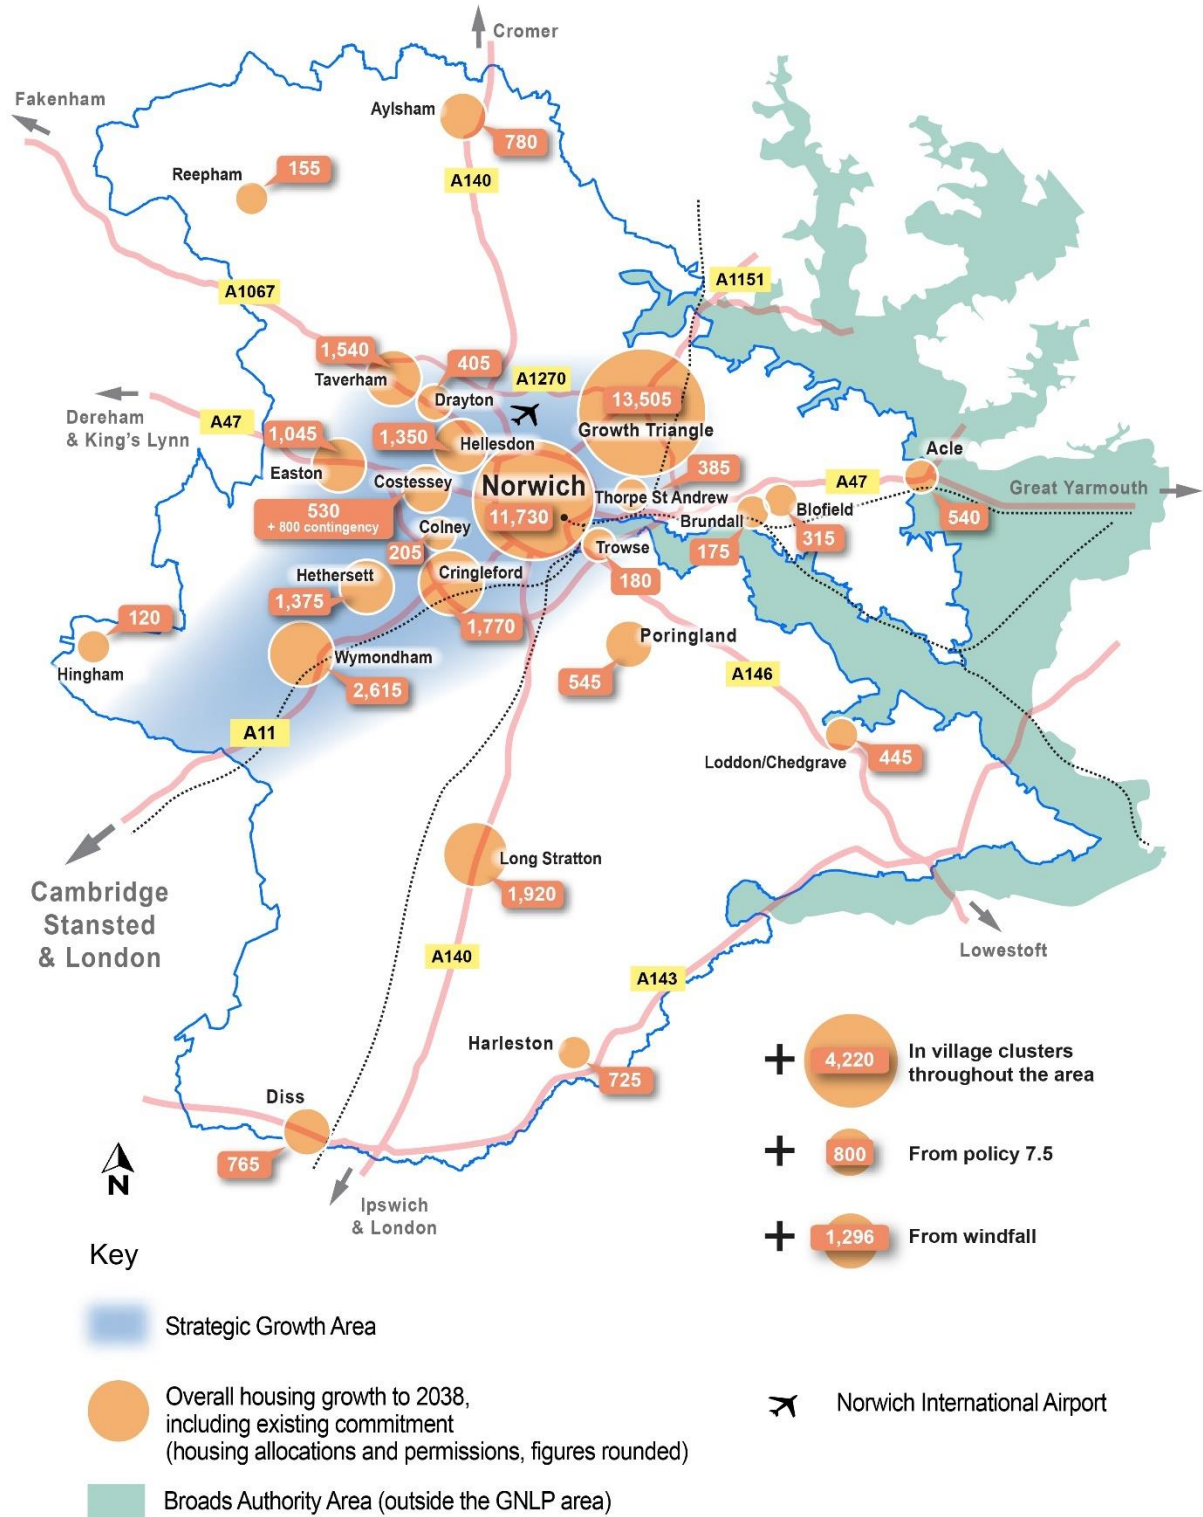 Cromer
Fakenham
Aylsham
780
Reepham
155
A140
A1067
A1151
1,540
Taverham
405
Drayton
A1270
13,505
Growth Triangle
Dereham
& King's Lynn
A47
1,045
Easton
1,350
Hellesdon
Costessey
530
+ 800 contingency
Norwich
11,730
385
Thorpe St Andrew
A47
Acle
540
Great Yarmouth
Blofield
315
Brundall
175
Colney
205
Trowse
180
Hethersett
1,375
Cringleford
1,770
120
Hingham
Wymondham
2,615
Poringland
545
A146
A11
Loddon/Chedgrave
445
Cambridge
Stansted
& London
Long Stratton
1,920
A140
A143
Lowestoft
Harleston
725
Diss
765
N
Ipswich
& London
+ 4,220 In village clusters
throughout the area
+ 800 From policy 7.5
+ 1,296 From windfall
Key
Strategic Growth Area
Overall housing growth to 2038,
including existing commitment
(housing allocations and permissions, figures rounded)
Norwich International Airport
Broads Authority Area (outside the GNLP area)